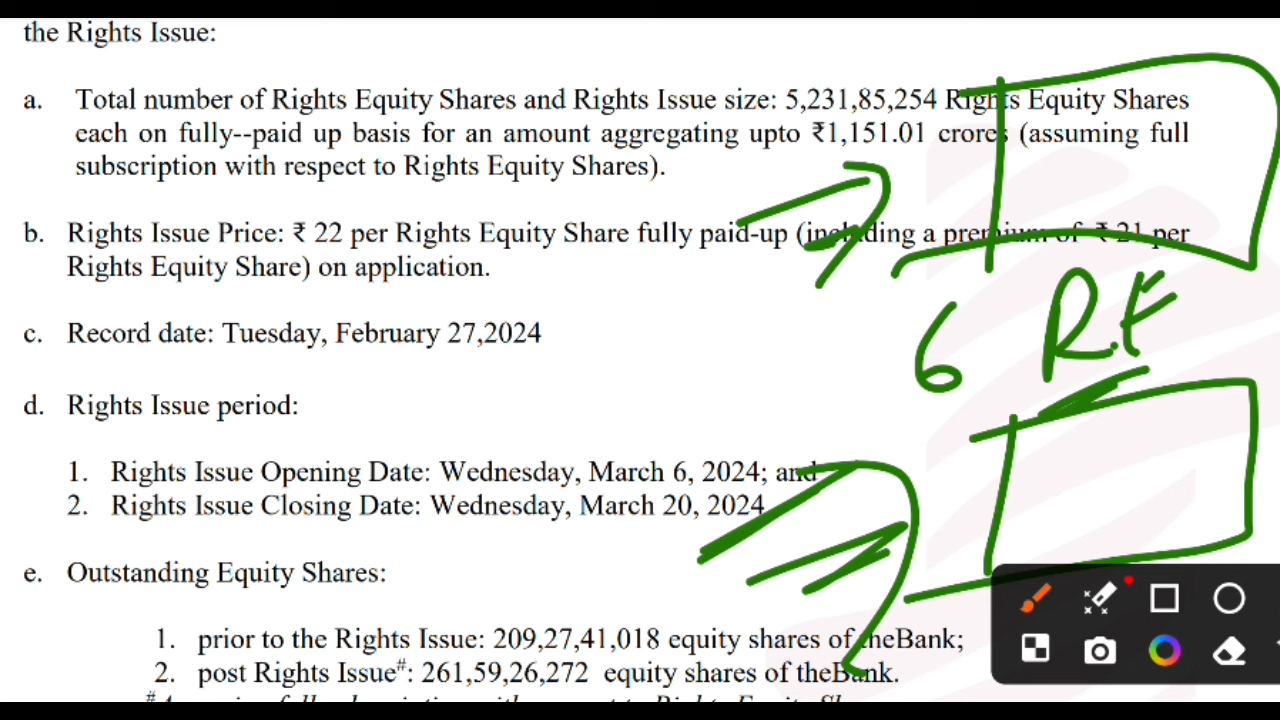 the Rights Issue:
a. Total number of Rights Equity Shares and Rights Issue size: 5,231,85,254 Rights Equity Shares
each on fully--paid up basis for an amount aggregating upto ₹1,151.01 crores (assuming full
subscription with respect to Rights Equity Shares).
b. Rights Issue Price: ₹ 22 per Rights Equity Share fully paid-up (including a premium of ₹ 21 per
Rights Equity Share) on application.
6 R.E
c. Record date: Tuesday, February 27,2024
d. Rights Issue period:
1. Rights Issue Opening Date: Wednesday, March 6, 2024; and
2. Rights Issue Closing Date: Wednesday, March 20, 2024
e. Outstanding Equity Shares:
1. prior to the Rights Issue: 209,27,41,018 equity shares of theBank;
2. post Rights Issue#: 261,59,26,272 equity shares of theBank.